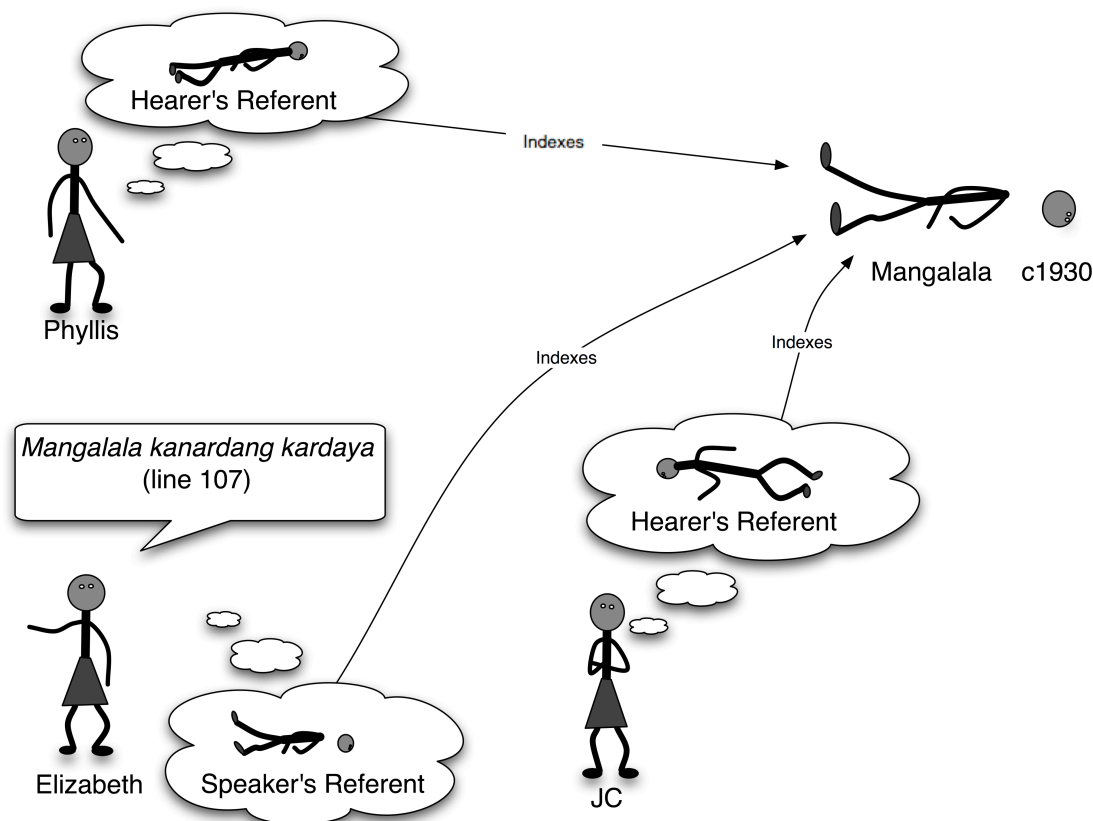 Hearer's Referent
Indexes
Mangalala c1930
Phyllis
Indexes
Indexes
Mangalala kanardang kardaya
(line 107)
Hearer's Referent
Elizabeth
Speaker's Referent
JC